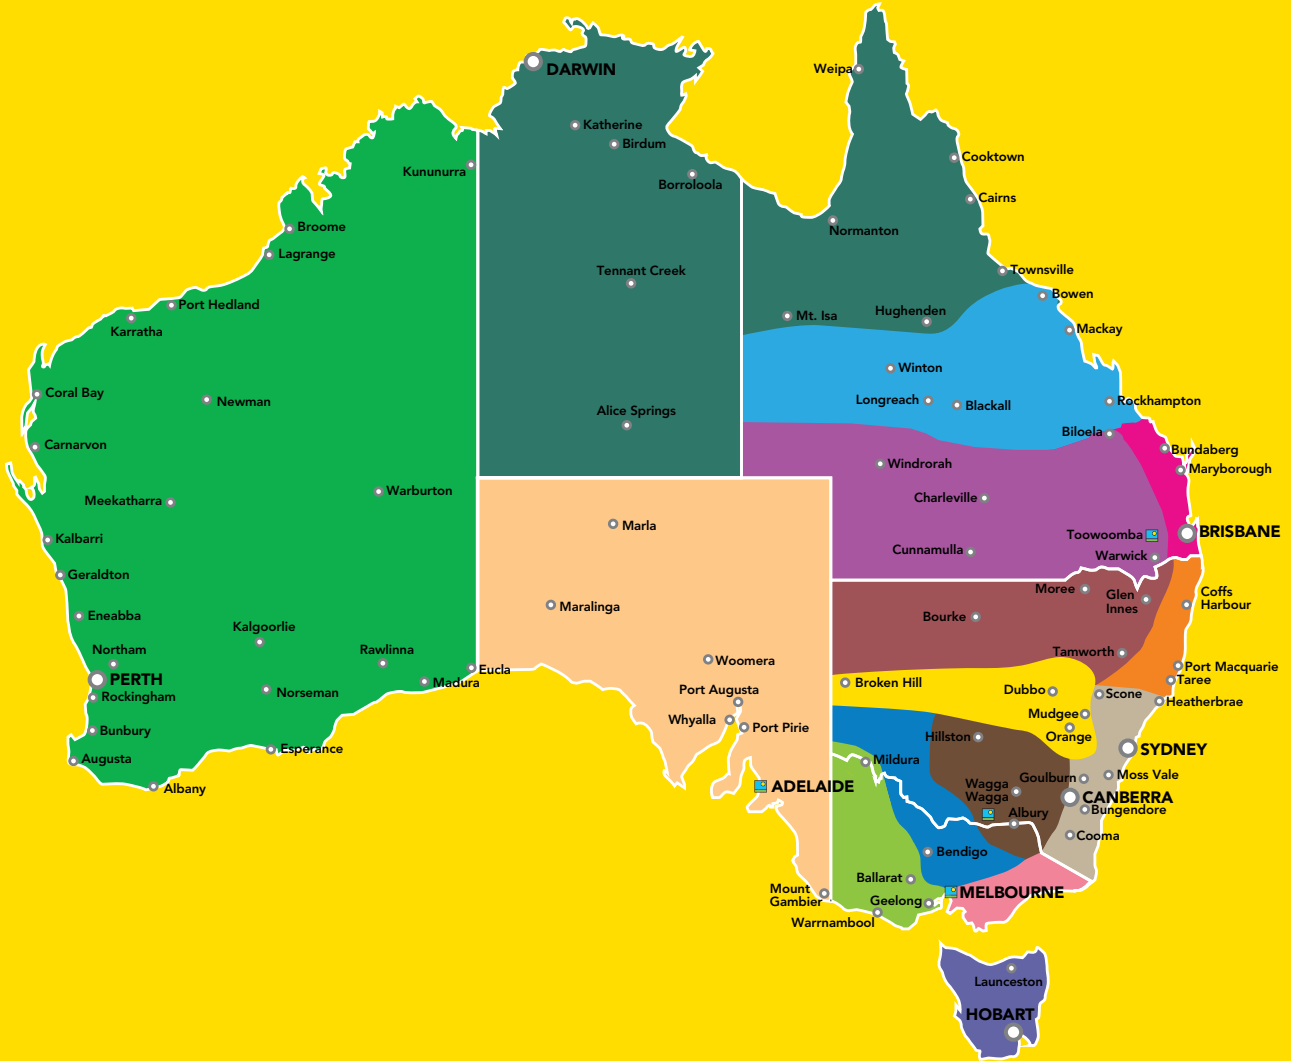 DARWIN
Weipa
Katherine
Birdum
Cooktown
Kununurra
Borroloola
Cairns
Broome
Normanton
Lagrange
Tennant Creek
Townsville
Bowen
Port Hedland
Karratha
Mt. Isa
Hughenden
Mackay
Winton
Coral Bay
Newman
Longreach
Blackall
Rockhampton
Alice Springs
Biloela
Carnarvon
Bundaberg
Windrorah
Maryborough
Meekatharra
Warburton
Charleville
Marla
Kalbarri
Toowoomba
BRISBANE
Cunnamulla
Warwick
Geraldton
Moree
Glen
Innes
Coffs
Harbour
Maralinga
Eneabba
Bourke
Kalgoorlie
Northam
Rawlinna
Tamworth
Woomera
Eucla
Port Macquarie
PERTH
Madura
Broken Hill
Taree
Rockingham
Norseman
Port Augusta
Dubbo
Scone
Heatherbrae
Whyalla
Port Pirie
Mudgee
Bunbury
Hillston
Orange
Esperance
SYDNEY
Augusta
Mildura
Moss Vale
Goulburn
Albany
ADELAIDE
Wagga
Wagga
CANBERRA
Albury
Bungendore
Cooma
Bendigo
Ballarat
Mount
Gambier
Geelong
MELBOURNE
Warrnambool
Launceston
HOBART